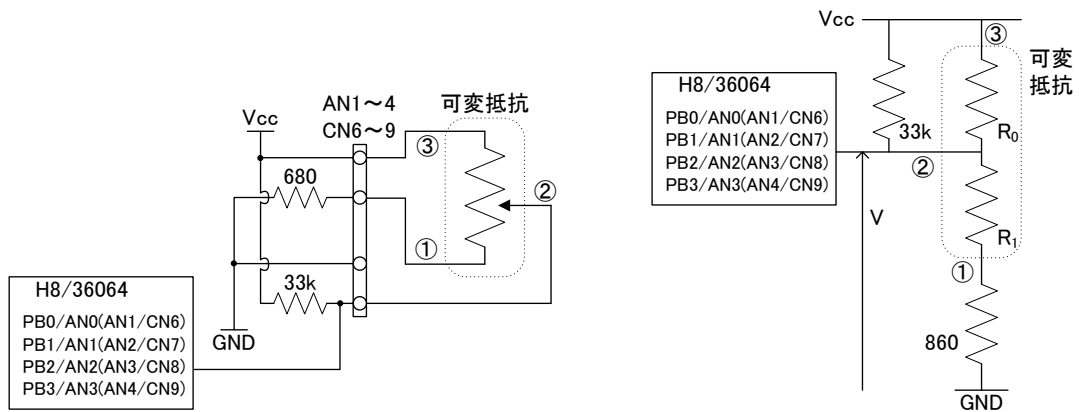 AN1～4
CN6～9
可変抵抗
Vcc
③
680
②
①
33k
H8/36064
PB0/AN0(AN1/CN6)
PB1/AN1(AN2/CN7)
PB2/AN2(AN3/CN8)
PB3/AN3(AN4/CN9)
GND
Vcc
③
可変
抵抗
H8/36064
PB0/AN0(AN1/CN6)
PB1/AN1(AN2/CN7)
PB2/AN2(AN3/CN8)
PB3/AN3(AN4/CN9)
33k
R0
②
V
R1
①
860
GND